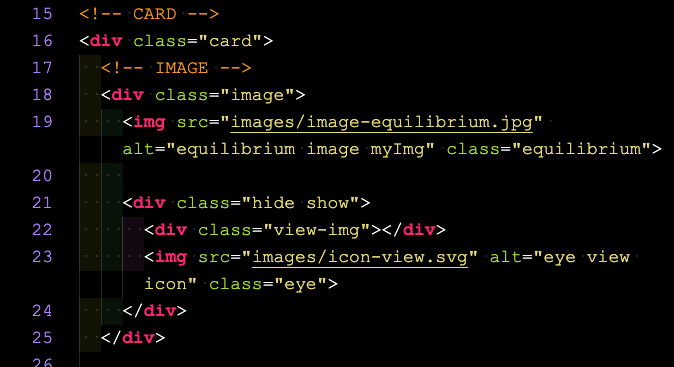 15 <!-- CARD -->
16 <div class="card">
17 <!-- IMAGE -->
18 <div class="image">
19 <img src="images/image-equilibrium.jpg"
alt="equilibrium image myImg" class="equilibrium">
20
21 <div class="hide show">
22 <div class="view-img"></div>
23 <img src="images/icon-view.svg" alt="eye view
icon" class="eye">
24 </div>
25 </div>
26